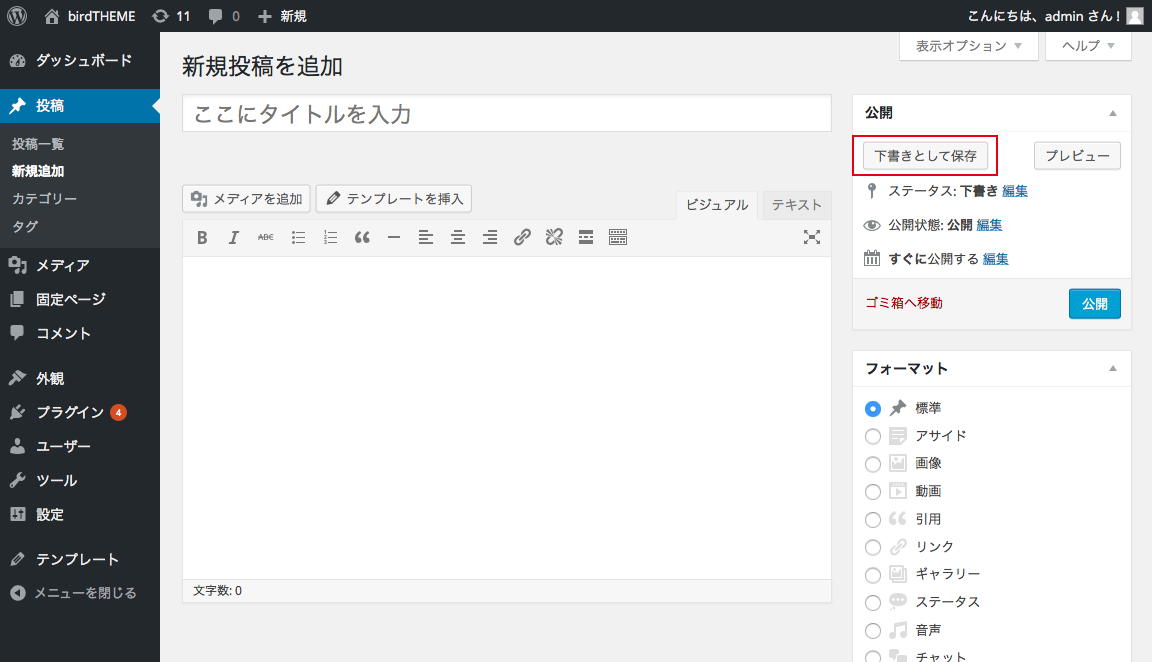 birdTHEME 11 0 新規 こんにちは、admin さん !
ダッシュボード
投稿
投稿一覧
新規追加
カテゴリー
タグ
メディア
固定ページ
コメント
外観
プラグイン 4
ユーザー
ツール
設定
テンプレート
メニューを閉じる
表示オプション ヘルプ
新規投稿を追加
ここにタイトルを入力
メディアを追加 テンプレートを挿入
ビジュアル テキスト
B I ABC
文字数: 0
公開
下書きとして保存 プレビュー
ステータス: 下書き 編集
公開状態: 公開 編集
すぐに公開する 編集
ゴミ箱へ移動 公開
フォーマット
標準
アサイド
画像
動画
引用
リンク
ギャラリー
ステータス
音声
チャット